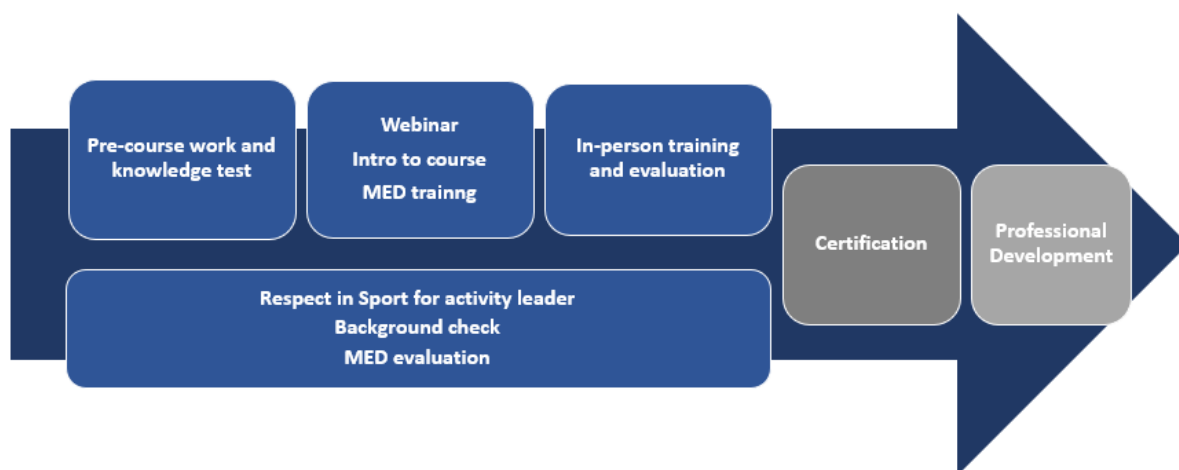 Pre-course work and
knowledge test
Webinar
Intro to course
MED trainng
In-person training
and evaluation
Respect in Sport for activity leader
Background check
MED evaluation
Certification
Professional
Development